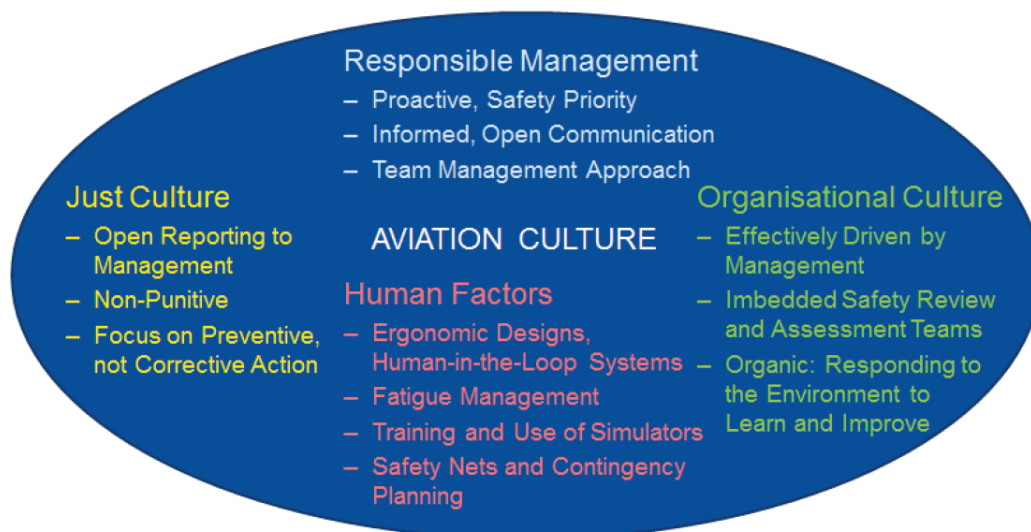 Responsible Management
– Proactive, Safety Priority
– Informed, Open Communication
– Team Management Approach
Just Culture
– Open Reporting to
Management
– Non-Punitive
– Focus on Preventive,
not Corrective Action
AVIATION CULTURE
Human Factors
– Ergonomic Designs,
Human-in-the-Loop Systems
– Fatigue Management
– Training and Use of Simulators
– Safety Nets and Contingency
Planning
Organisational Culture
– Effectively Driven by
Management
– Imbedded Safety Review
and Assessment Teams
– Organic: Responding to
the Environment to
Learn and Improve